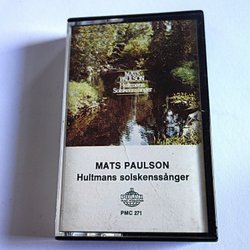 MATS
PAULSON
Hultmans
Solskenssånger
MATS PAULSON
Hultmans solskenssånger
PMC 271